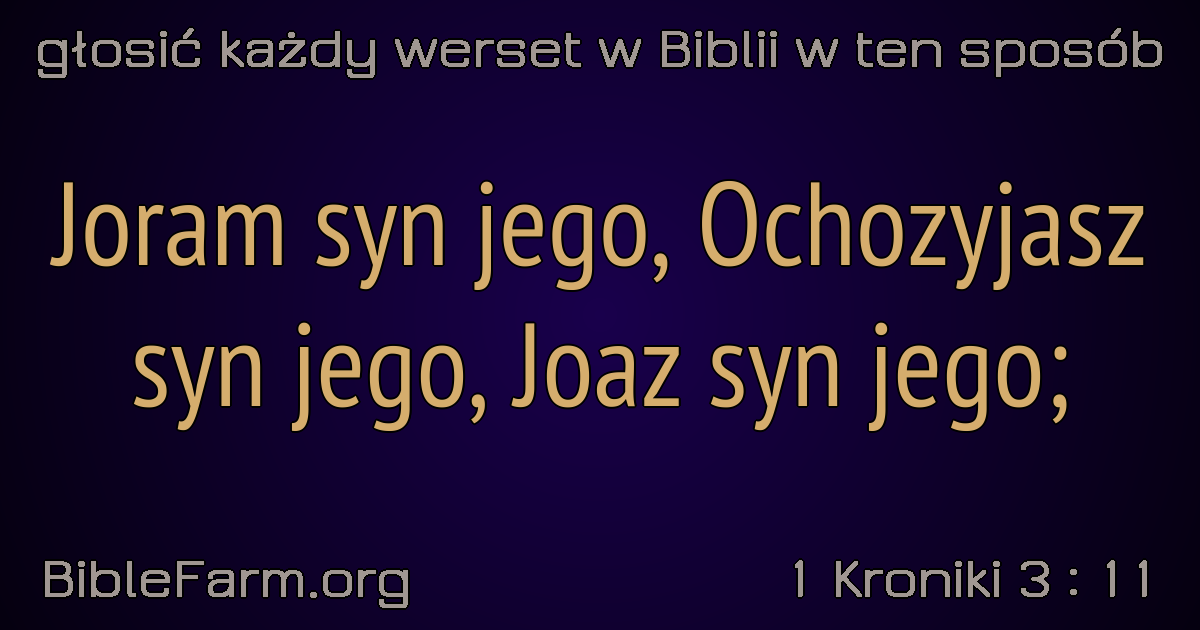 głosić każdy werset w Biblii w ten sposób
Joram syn jego, Ochozyjasz
syn jego, Joaz syn jego;
BibleFarm.org
1 Kroniki 3 : 11